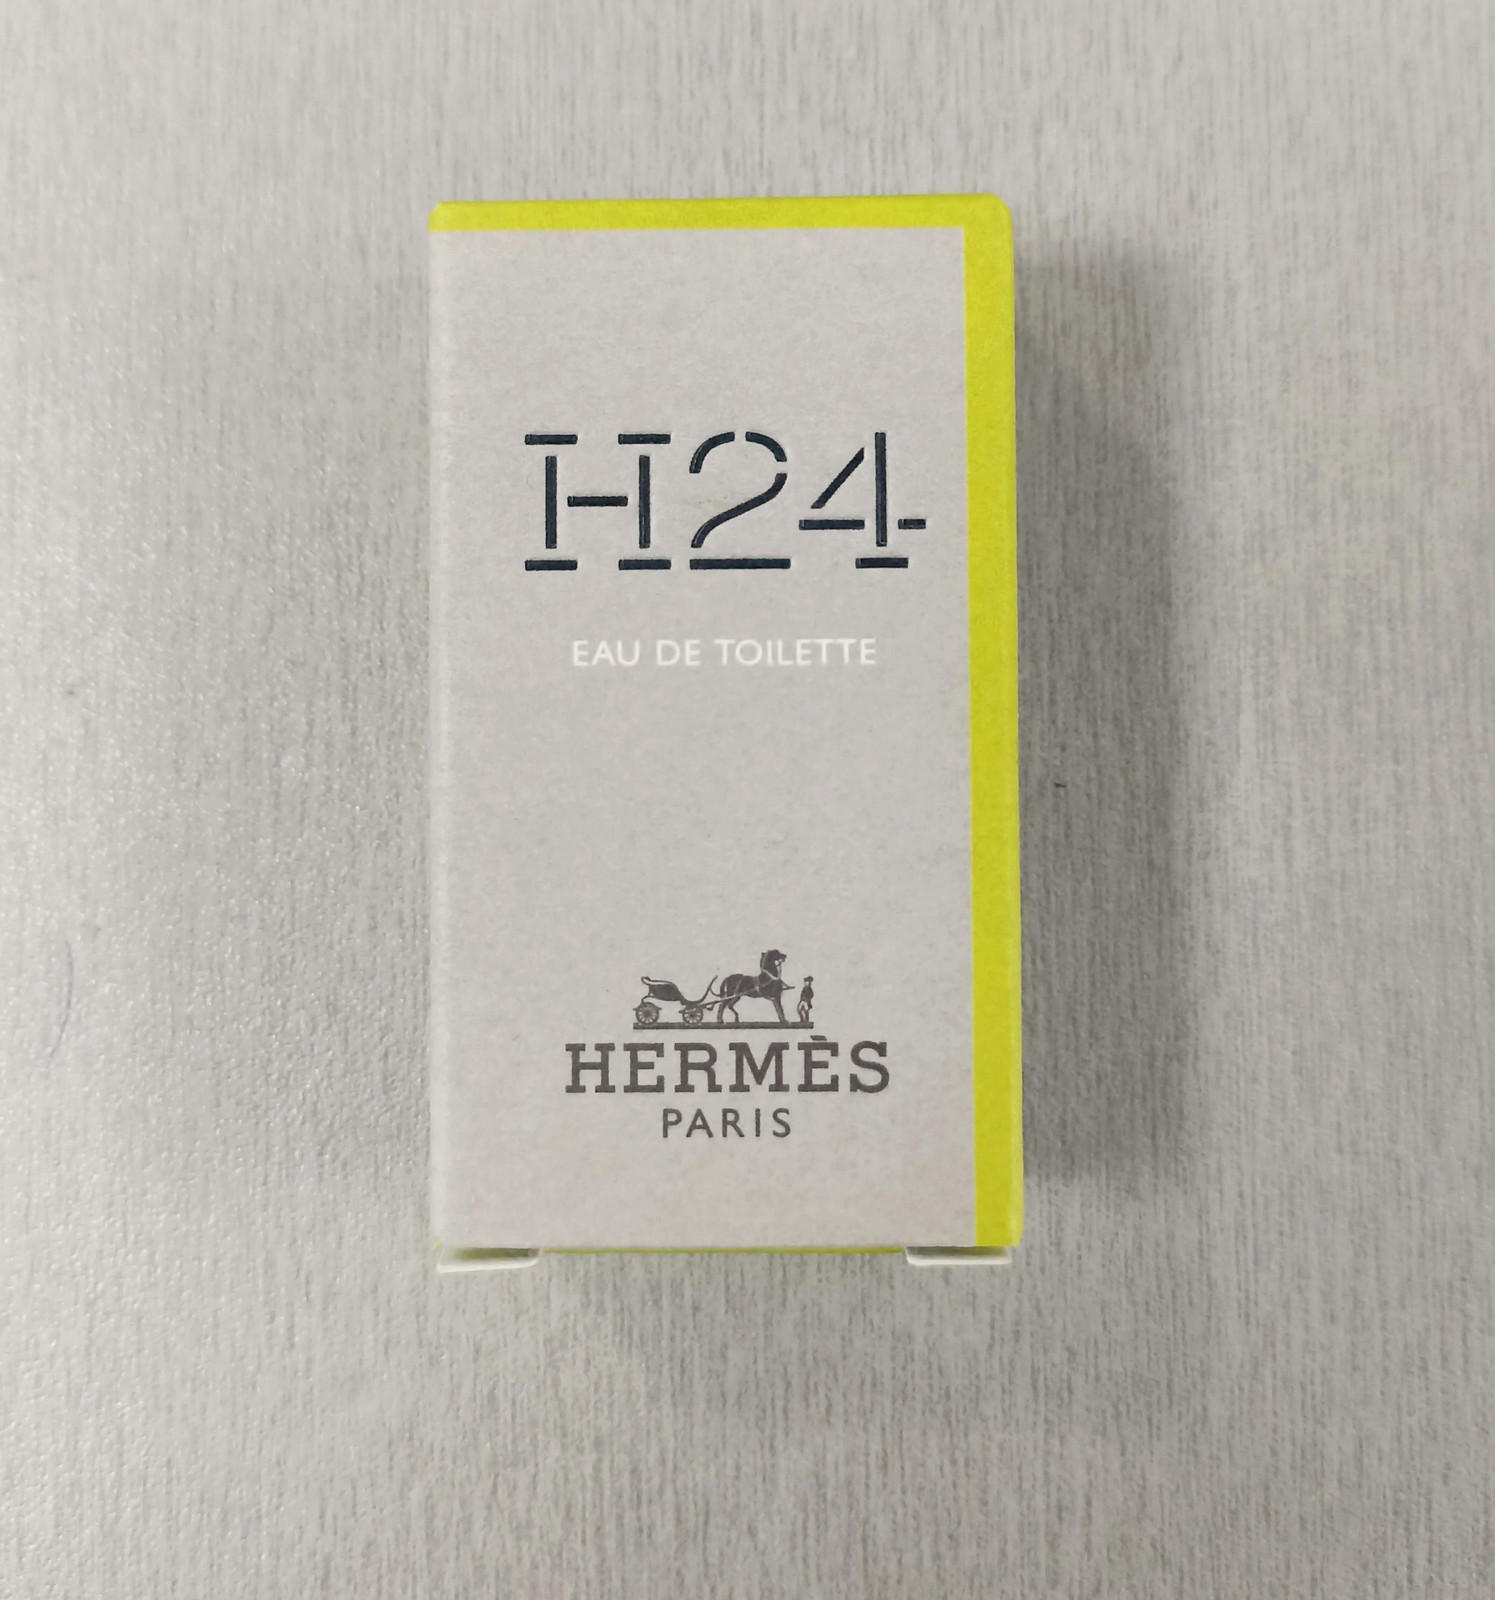 H24
EAU DE TOILETTE
HERMÈS
PARIS